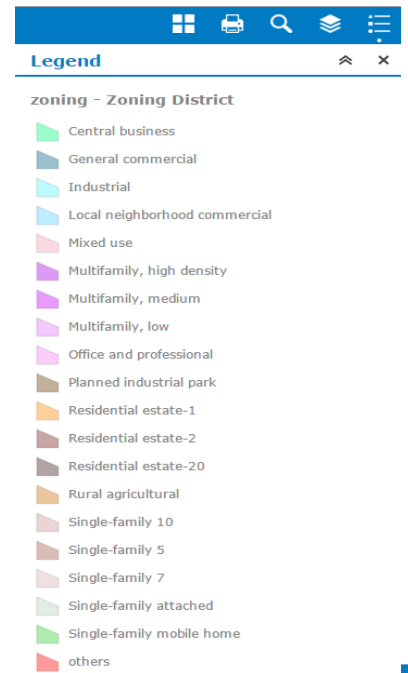 Legend
zoning - Zoning District
Central business
General commercial
Industrial
Local neighborhood commercial
Mixed use
Multifamily, high density
Multifamily, medium
Multifamily, low
Office and professional
Planned industrial park
Residential estate-1
Residential estate-2
Residential estate-20
Rural agricultural
Single-family 10
Single-family 5
Single-family 7
Single-family attached
Single-family mobile home
others